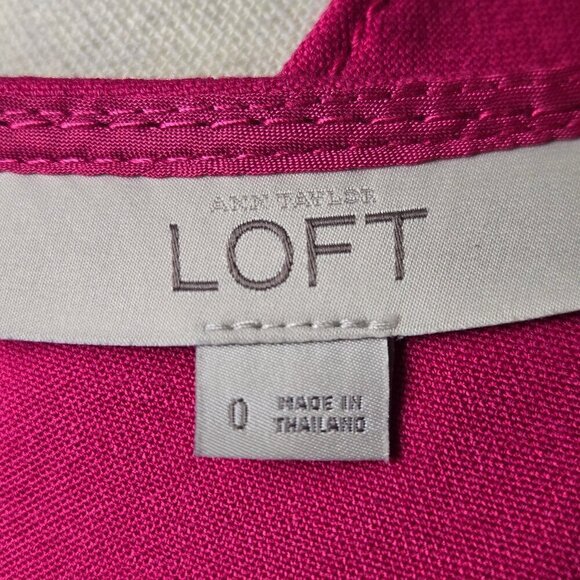 ANN TAYLOR
LOFT
0
MADE IN
THAILAND